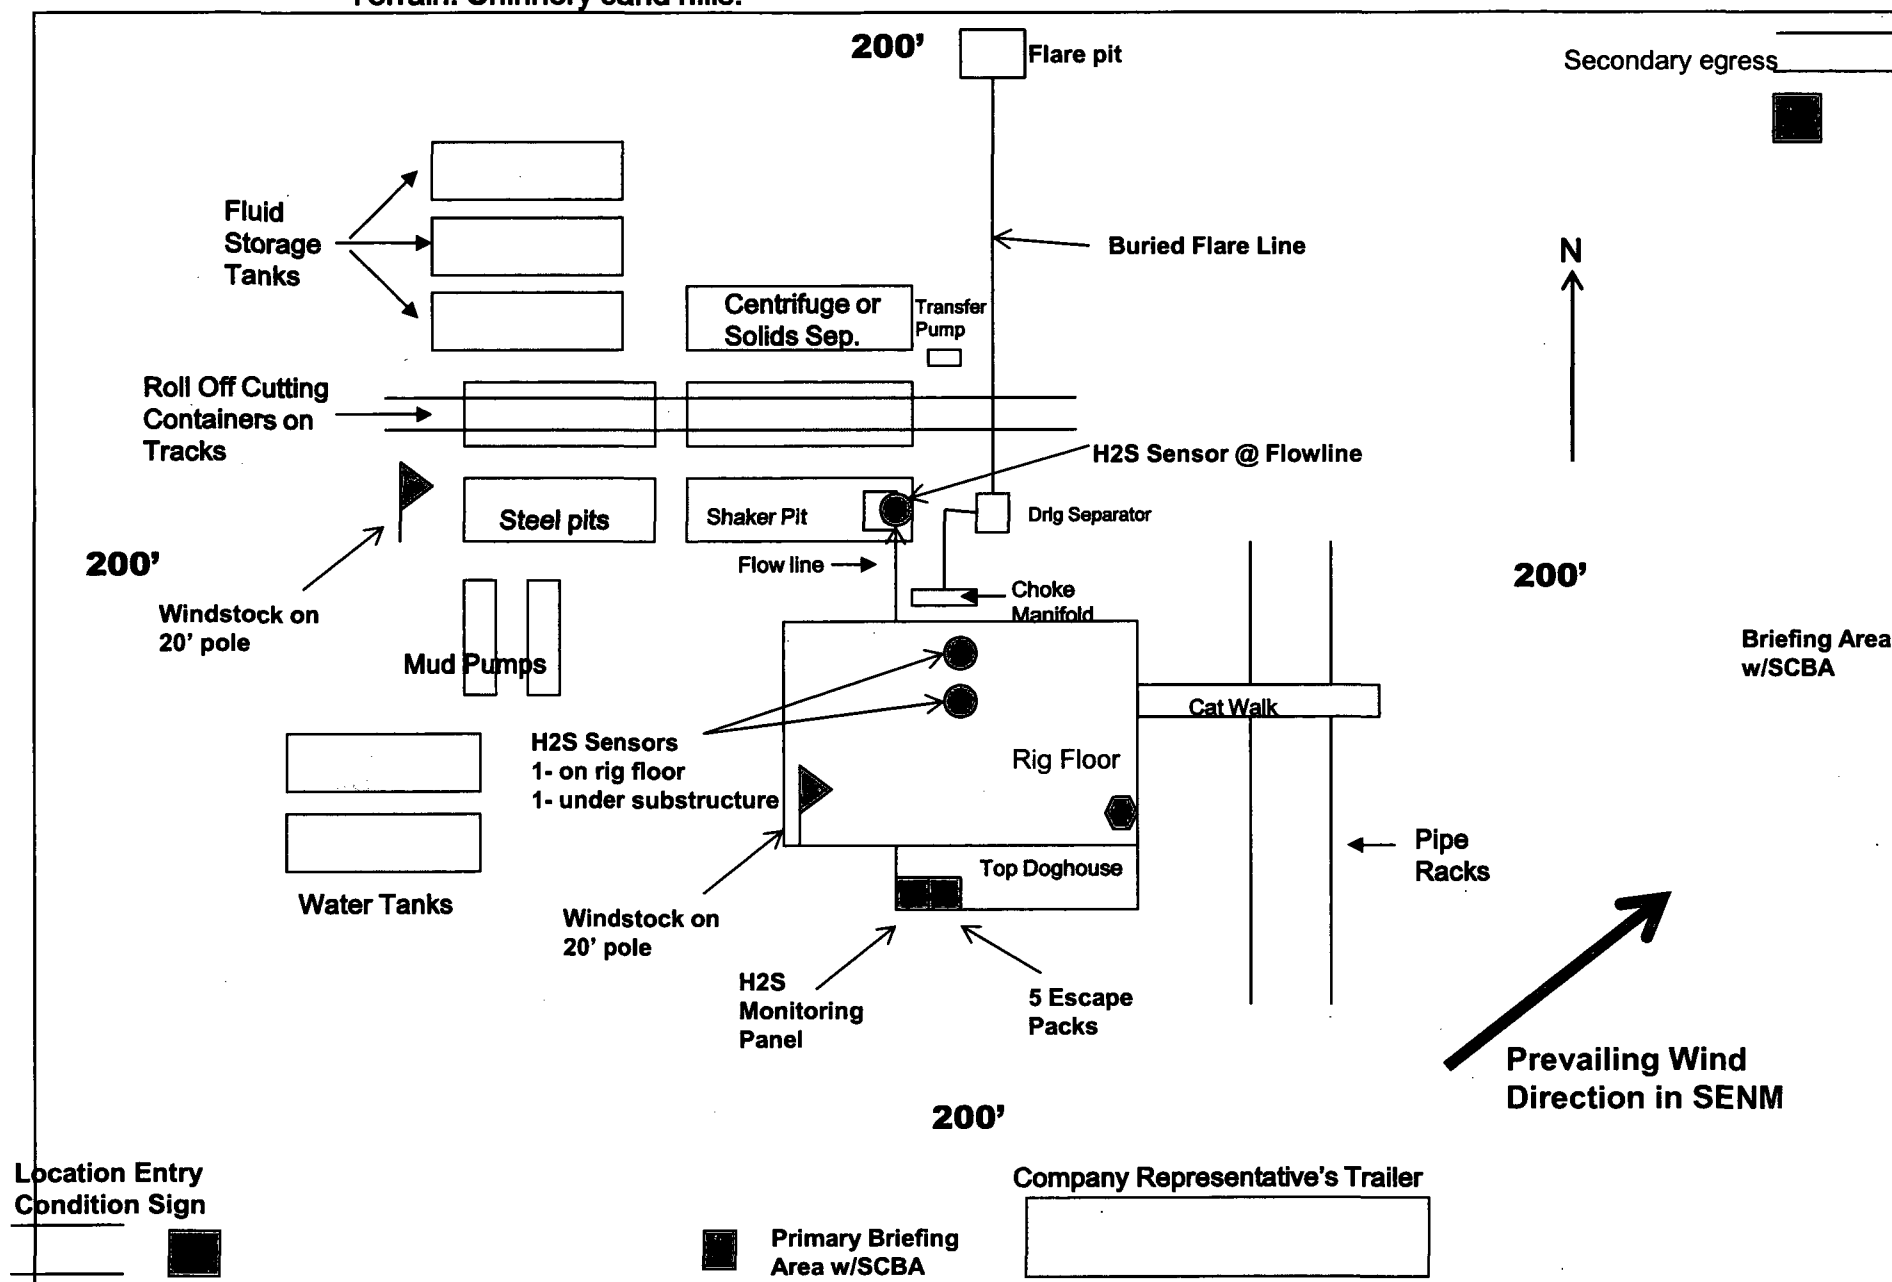 200’
Flare pit
Secondary egress
Fluid
Storage
Tanks
Buried Flare Line
N
Centrifuge or
Solids Sep.
Transfer
Pump
Roll Off Cutting
Containers on
Tracks
H2S Sensor @ Flowline
Steel pits
Shaker Pit
Drlg Separator
200’
Flow line
200’
Windstock on
20’ pole
Choke
Manifold
Mud Pumps
Briefing Area
w/SCBA
Cat Walk
H2S Sensors
1- on rig floor
1- under substructure
Rig Floor
Pipe
Racks
Top Doghouse
Water Tanks
Windstock on
20’ pole
H2S
Monitoring
Panel
5 Escape
Packs
Prevailing Wind
Direction in SENM
200’
Location Entry
Condition Sign
Company Representative’s Trailer
Primary Briefing
Area w/SCBA